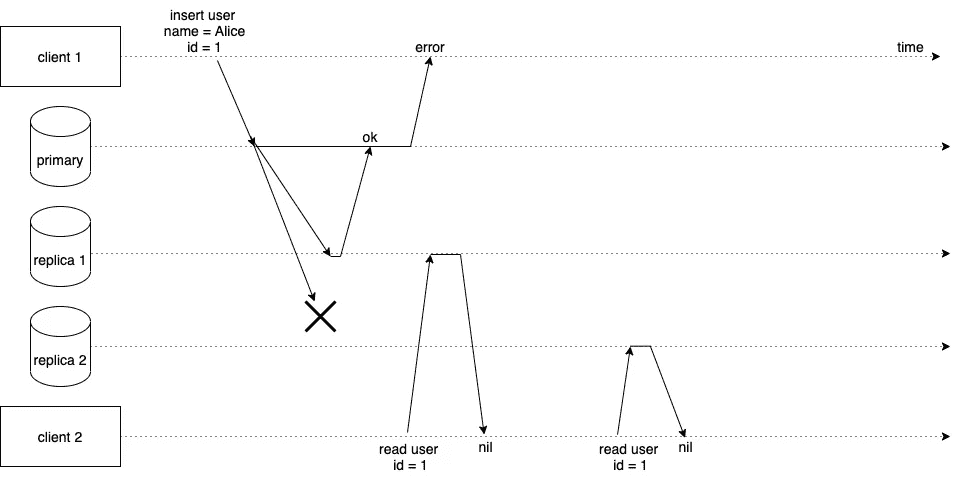 insert user
name = Alice
id = 1
client 1
error
time
primary
ok
replica 1
replica 2
client 2
read user
id = 1
nil
read user
id = 1
nil